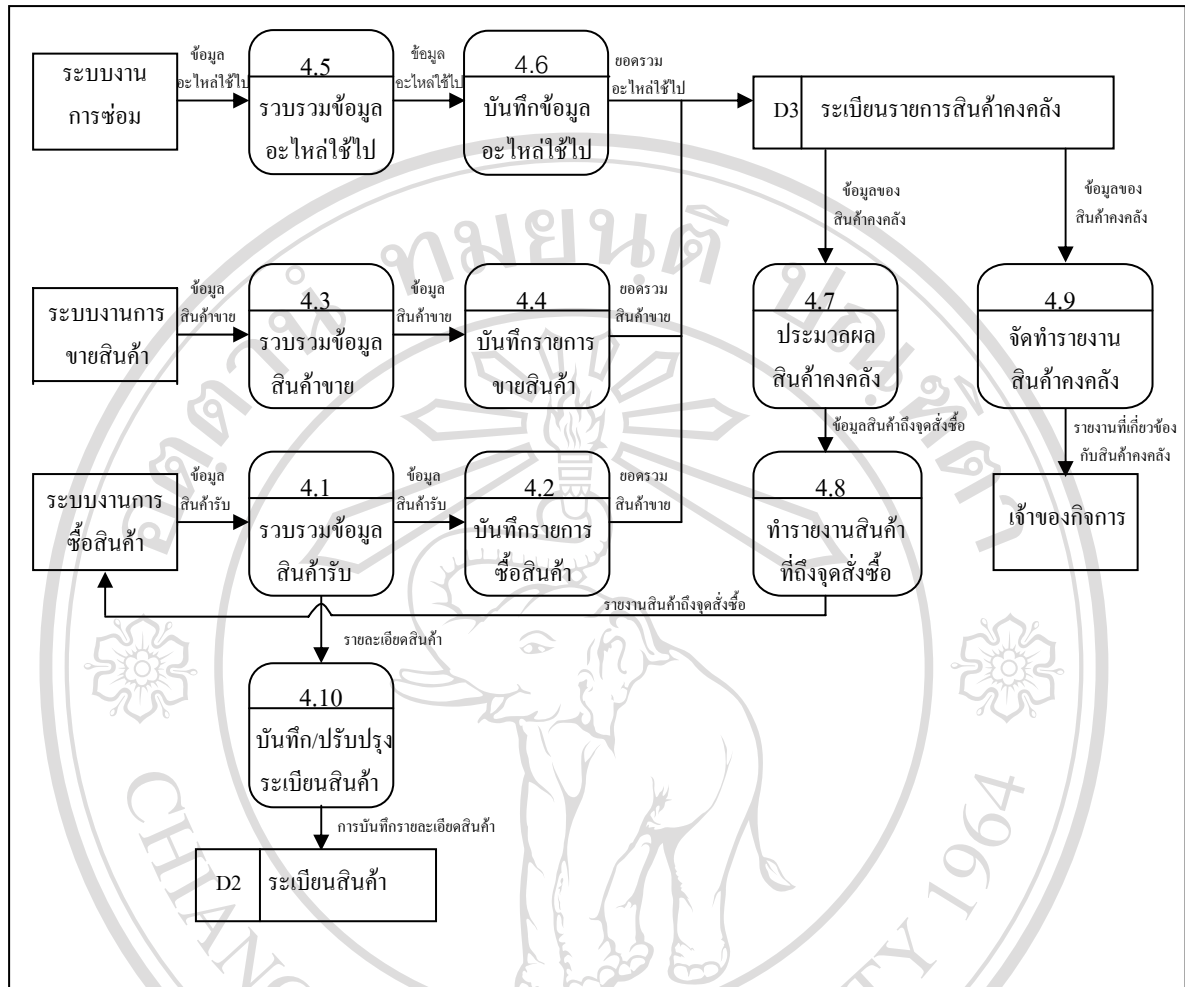 ระบบงาน
การซ่อม
ข้อมูล
อะไหล่ใช้ไป
4.5
รวบรวมข้อมูล
อะไหล่ใช้ไป
ข้อมูล
อะไหล่ใช้ไป
4.6
บันทึกข้อมูล
อะไหล่ใช้ไป
ยอดรวม
อะไหล่ใช้ไป
D3
ระเบียนรายการสินค้าคงคลัง
ข้อมูลของ
สินค้าคงคลัง
ข้อมูลของ
สินค้าคงคลัง
ระบบงานการ
ขายสินค้า
ข้อมูล
สินค้าขาย
4.3
รวบรวมข้อมูล
สินค้าขาย
ข้อมูล
สินค้าขาย
4.4
บันทึกรายการ
ขายสินค้า
ยอดรวม
สินค้าขาย
4.7
ประมวลผล
สินค้าคงคลัง
4.9
จัดทำรายงาน
สินค้าคงคลัง
ข้อมูลสินค้าถึงจุดสั่งซื้อ
รายงานที่เกี่ยวข้อง
กับสินค้าคงคลัง
ระบบงานการ
ซื้อสินค้า
ข้อมูล
สินค้ารับ
4.1
รวบรวมข้อมูล
สินค้ารับ
ข้อมูล
สินค้ารับ
4.2
บันทึกรายการ
ซื้อสินค้า
ยอดรวม
สินค้าขาย
4.8
ทำรายงานสินค้า
ที่ถึงจุดสั่งซื้อ
เจ้าของกิจการ
รายงานสินค้าถึงจุดสั่งซื้อ
รายละเอียดสินค้า
4.10
บันทึก/ปรับปรุง
ระเบียนสินค้า
การบันทึกรายละเอียดสินค้า
D2
ระเบียนสินค้า